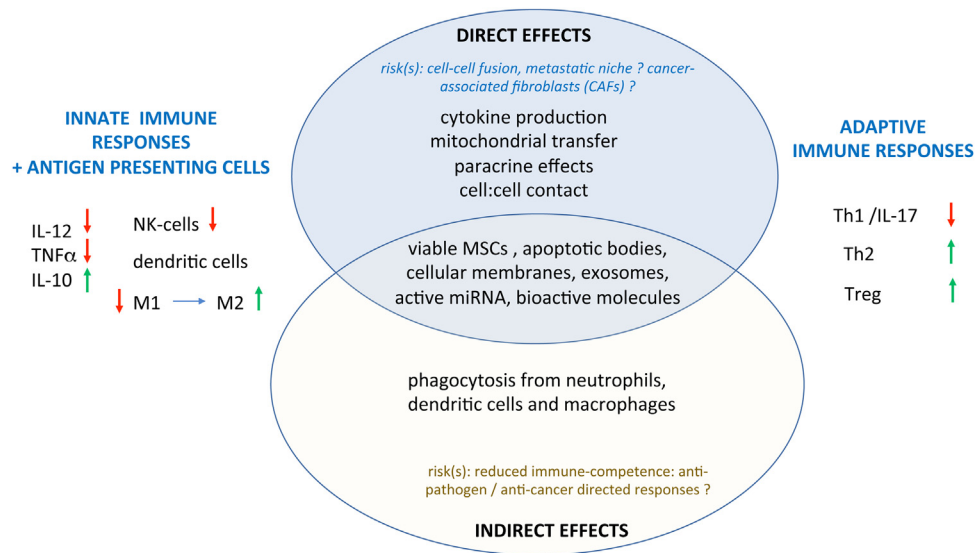 DIRECT EFFECTS
risk(s): cell-cell fusion, metastatic niche ? cancer-
associated fibroblasts (CAFs) ?
cytokine production
mitochondrial transfer
paracrine effects
cell:cell contact
INNATE IMMUNE
RESPONSES
+ ANTIGEN PRESENTING CELLS
IL-12
TNFα
IL-10
NK-cells
dendritic cells
M1 → M2
viable MSCs , apoptotic bodies,
cellular membranes, exosomes,
active miRNA, bioactive molecules
ADAPTIVE
IMMUNE RESPONSES
Th1 /IL-17
Th2
Treg
phagocytosis from neutrophils,
dendritic cells and macrophages
risk(s): reduced immune-competence: anti-
pathogen / anti-cancer directed responses ?
INDIRECT EFFECTS